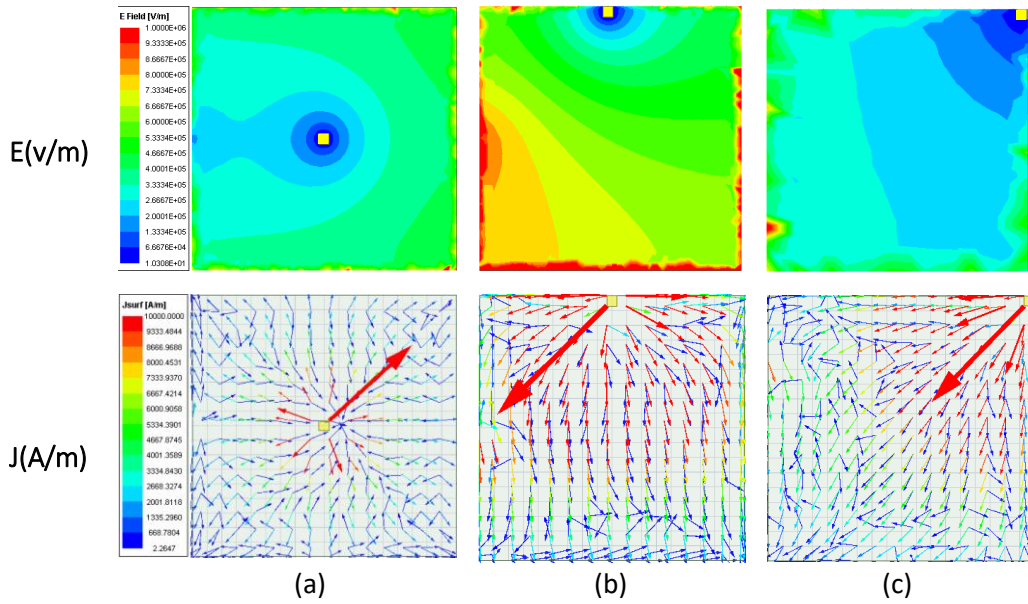 E Field [V/m]
1.0000E+06
9.3333E+05
8.6667E+05
8.0000E+05
7.3334E+05
6.6667E+05
6.0000E+05
5.3334E+05
4.6667E+05
4.0001E+05
3.3334E+05
2.6667E+05
2.0001E+05
1.3334E+05
6.6676E+04
1.0308E+01
E(v/m)
Jsurf [A/m]
10000.0000
9333.4844
8666.9688
8000.4531
7333.9370
6667.4214
6000.9058
5334.3901
4667.8745
4001.3589
3334.8430
2668.3274
2001.8118
1335.2960
668.7804
2.2647
J(A/m)
(a)
(b)
(c)